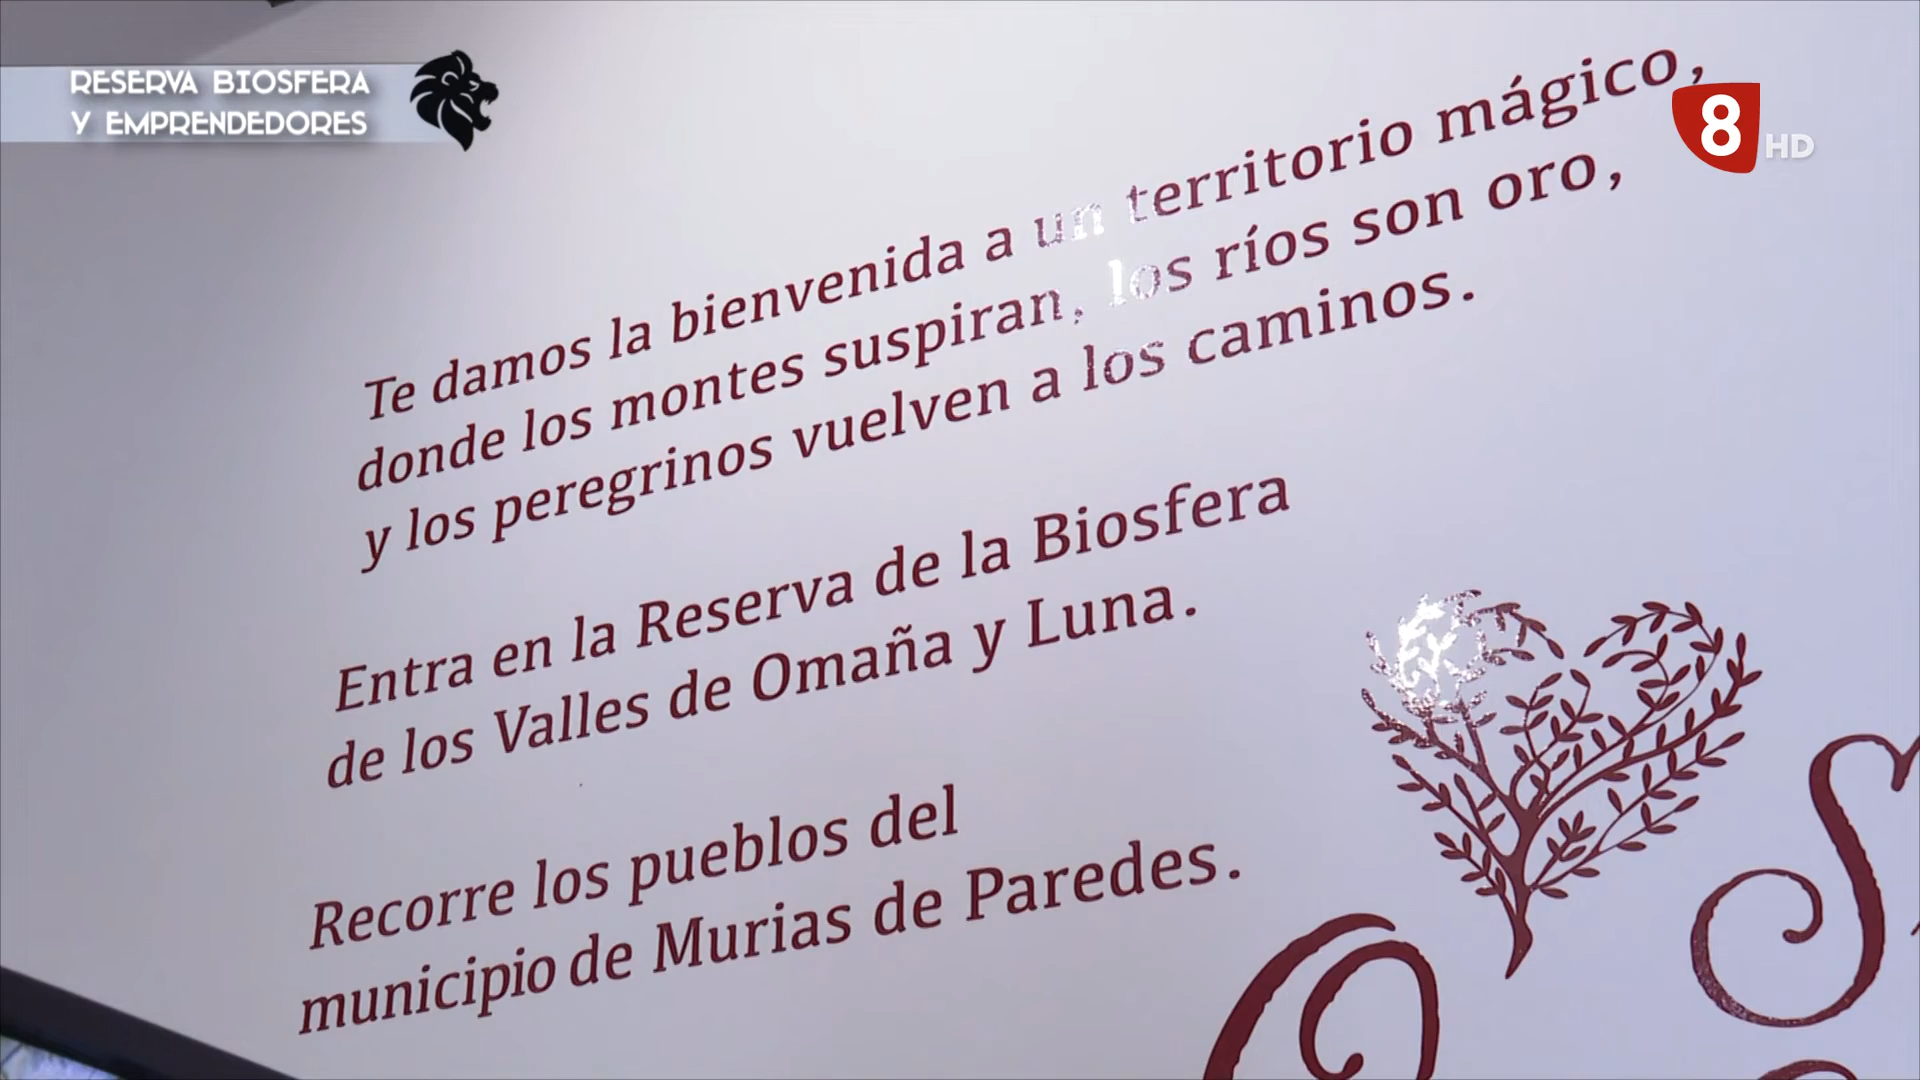 RESERVA BIOSFERA
Y EMPRENDEDORES
8 HD
Te damos la bienvenida a un territorio mágico,
donde los montes suspiran, los ríos son oro,
y los peregrinos vuelven a los caminos.
Entra en la Reserva de la Biosfera
de los Valles de Omaña y Luna.
Recorre los pueblos del
municipio de Murias de Paredes.